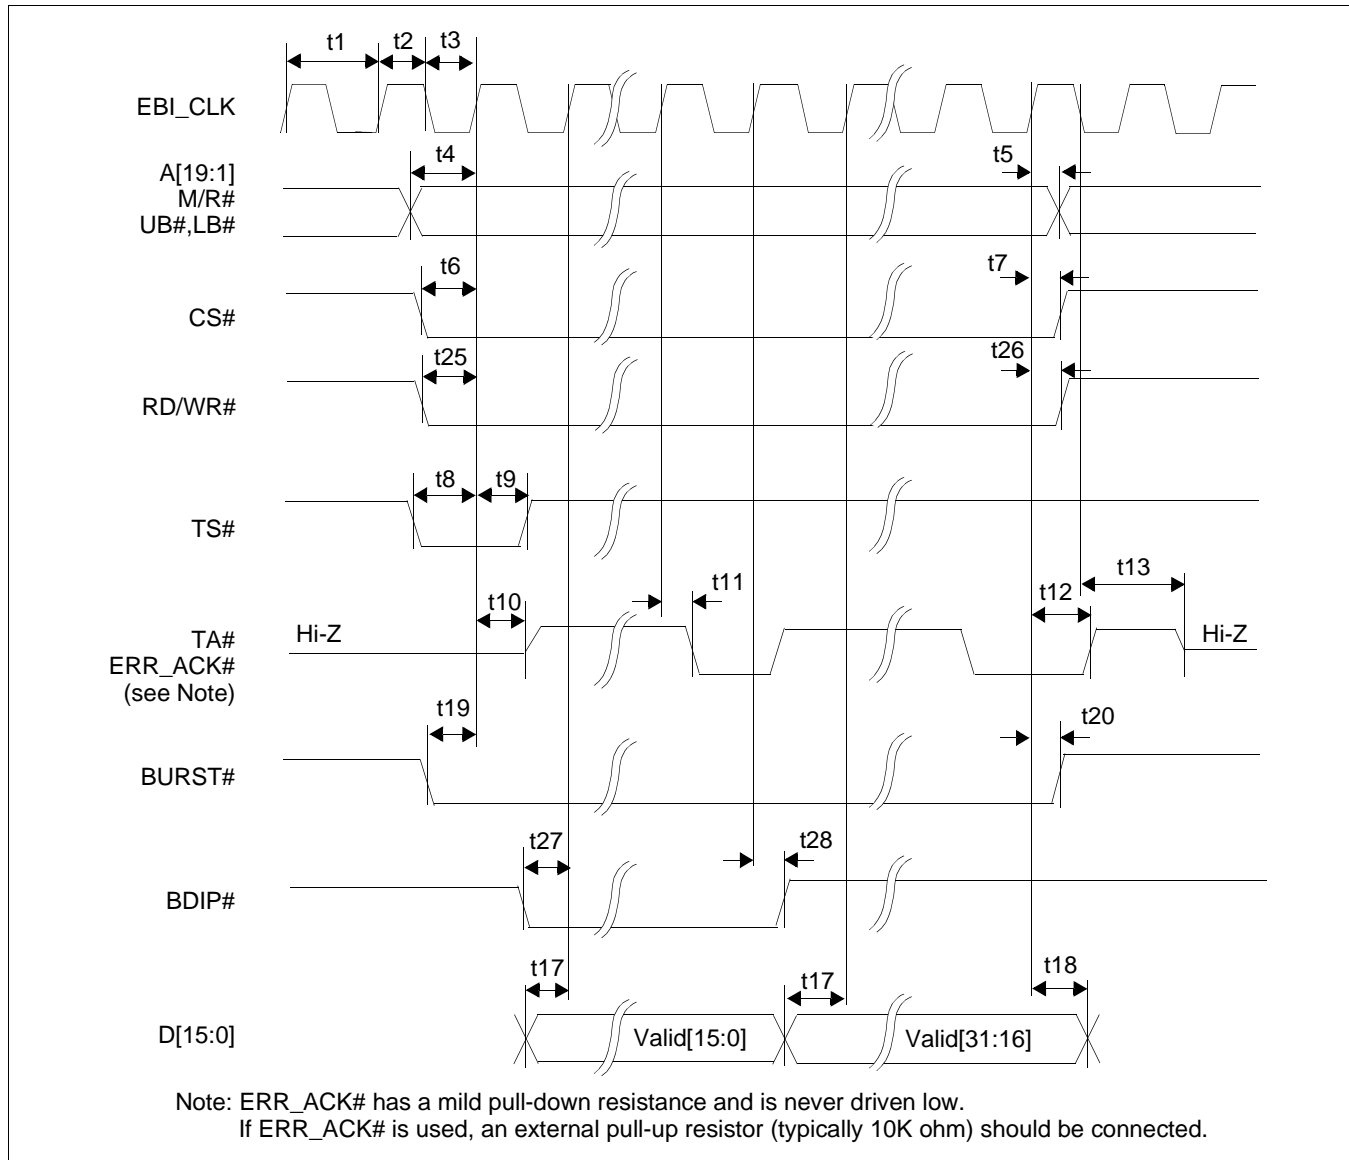 t1 t2 t3
EBI_CLK
t4 t5
A[19:1]
M/R#
UB#,LB#
t6 t7
CS#
t25 t26
RD/WR#
t8 t9
TS#
t10 t11 t12 t13
TA#
Hi-Z Hi-Z
ERR_ACK#
(see Note)
t19 t20
BURST#
t27 t28
BDIP#
t17 t17 t18
D[15:0] Valid[15:0] Valid[31:16]
Note: ERR_ACK# has a mild pull-down resistance and is never driven low.
If ERR_ACK# is used, an external pull-up resistor (typically 10K ohm) should be connected.